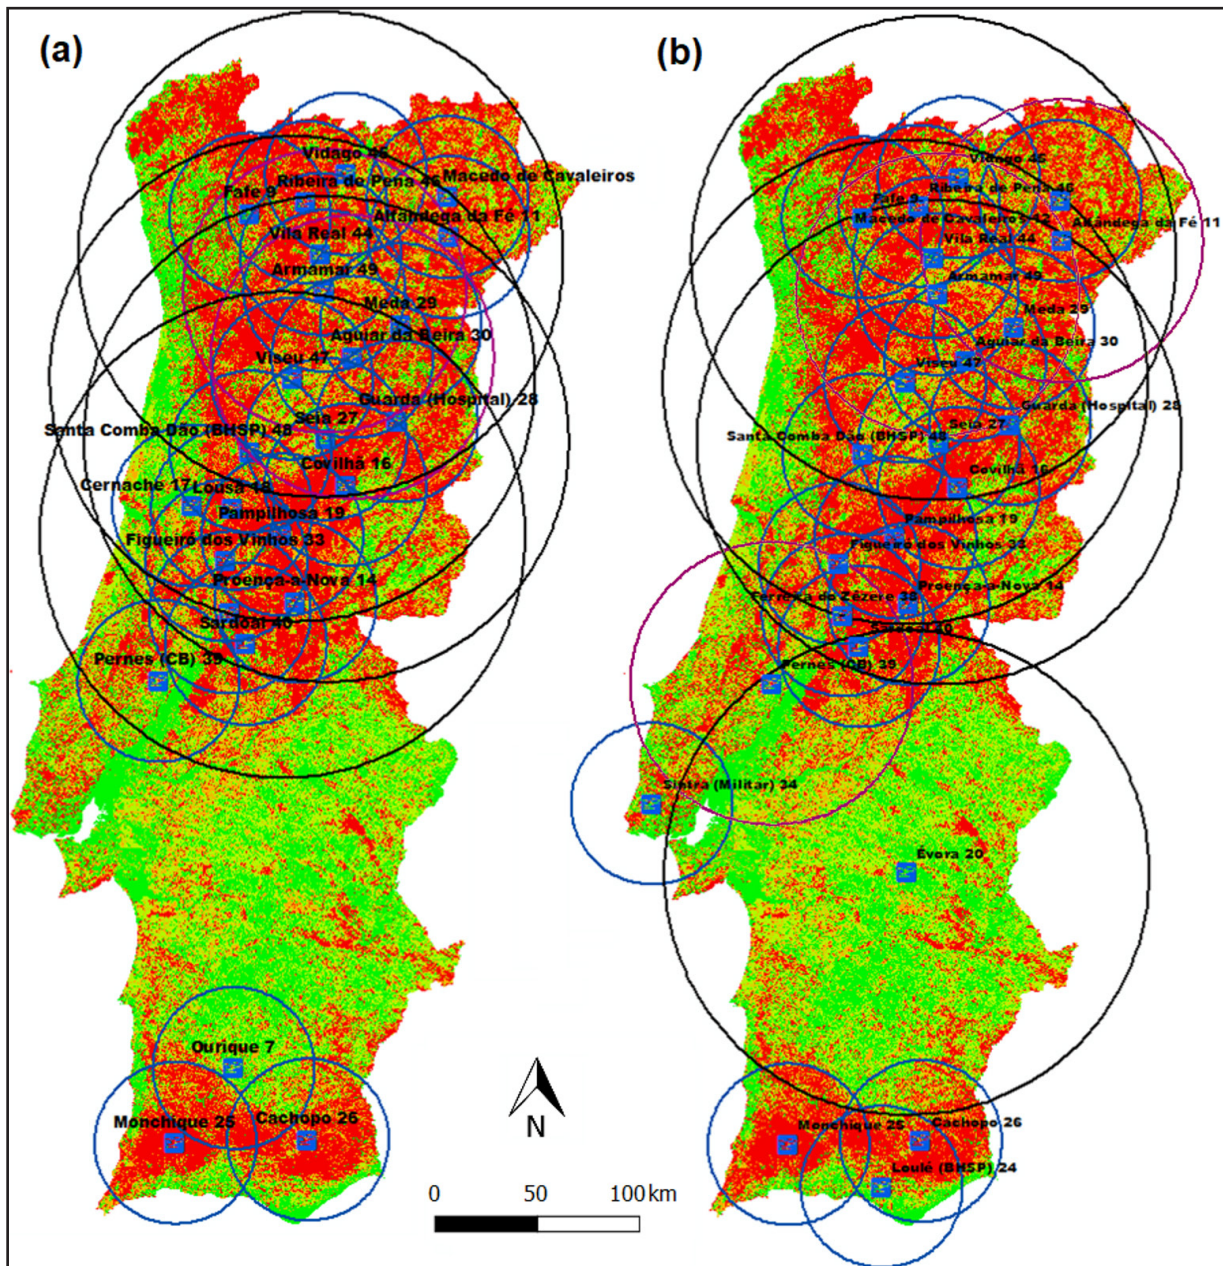 (a)
Vidago 46
Ribeira de Pena 46
Macedo de Cavaleiros
Fafe 9
Alfândega da Fé 11
Vila Real 44
Armamar 49
Meda 29
Aguiar da Beira 30
Viseu 47
Guarda (Hospital) 28
Seia 27
Santa Comba Dão (BHSP) 48
Covilhã 16
Cernache 17
Lousã 18
Pampilhosa 19
Figueiro dos Vinhos 33
Proença-a-Nova 14
Sardoal 40
Pernes (CB) 39
Ourique 7
Monchique 25
Cachopo 26
N
0 50 100 km
(b)
Vidago 45
Ribeira de Pena 46
Fafe 9
Macedo de Cavaleiros 12
Alfândega da Fé 11
Vila Real 44
Armamar 49
Meda 29
Aguiar da Beira 30
Viseu 47
Guarda (Hospital) 28
Seia 27
Santa Comba Dão (BHSP) 48
Covilhã 16
Pampilhosa 19
Figueiro dos Vinhos 33
Proença-a-Nova 14
Ferreira do Zêzere 38
Pernes (CB) 39
Sintra (Militar) 34
Évora 20
Monchique 25
Cachopo 26
Loulé (BHSP) 24